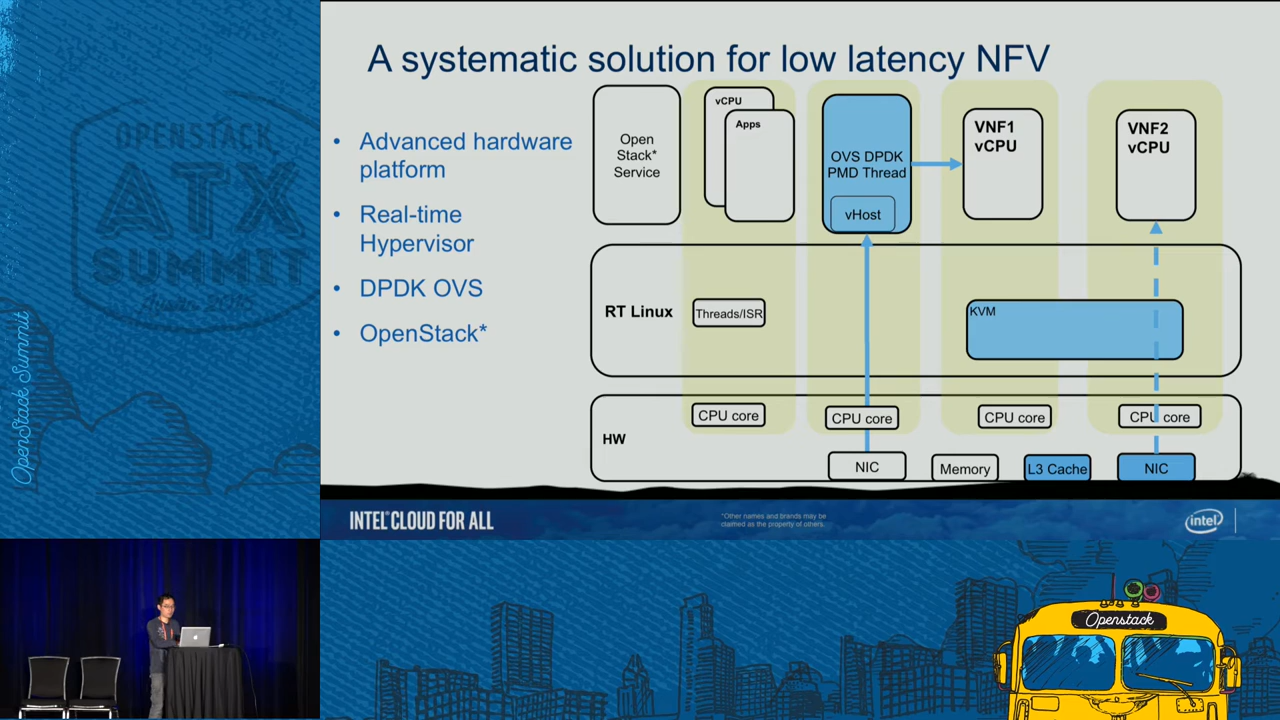 OPENSTACK
ATX
SUMMIT
Austin 2016
OpenStack Summit
A systematic solution for low latency NFV
• Advanced hardware
platform
• Real-time
Hypervisor
• DPDK OVS
• OpenStack*
Open
Stack*
Service
vCPU
Apps
OVS DPDK
PMD Thread
vHost
VNF1
vCPU
VNF2
vCPU
RT Linux
Threads/ISR
KVM
HW
CPU core
CPU core
CPU core
CPU core
NIC
Memory
L3 Cache
NIC
INTEL® CLOUD FOR ALL
*Other names and brands may be
claimed as the property of others.
intel
Openstack